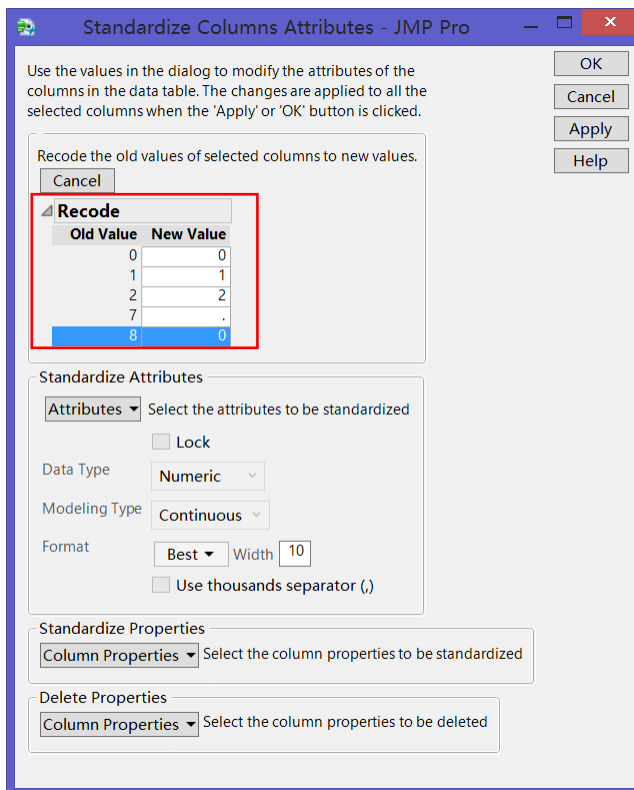 Standardize Columns Attributes - JMP Pro
Use the values in the dialog to modify the attributes of the
columns in the data table. The changes are applied to all the
selected columns when the 'Apply' or 'OK' button is clicked.
OK
Cancel
Apply
Help
Recode the old values of selected columns to new values.
Cancel
Recode
Old Value New Value
0 0
1 1
2 2
7 .
8 0
Standardize Attributes
Attributes Select the attributes to be standardized
Lock
Data Type Numeric
Modeling Type Continuous
Format Best Width 10
Use thousands separator (,)
Standardize Properties
Column Properties Select the column properties to be standardized
Delete Properties
Column Properties Select the column properties to be deleted